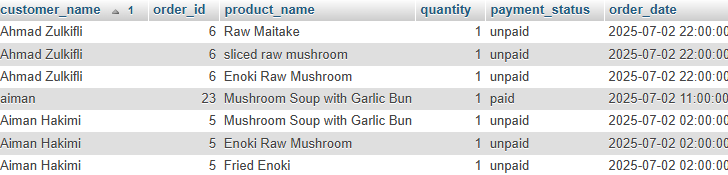 customer_name 1 order_id product_name quantity payment_status order_date
Ahmad Zulkifli 6 Raw Maitake 1 unpaid 2025-07-02 22:00:00
Ahmad Zulkifli 6 sliced raw mushroom 1 unpaid 2025-07-02 22:00:00
Ahmad Zulkifli 6 Enoki Raw Mushroom 1 unpaid 2025-07-02 22:00:00
aiman 23 Mushroom Soup with Garlic Bun 1 paid 2025-07-02 11:00:00
Aiman Hakimi 5 Mushroom Soup with Garlic Bun 1 unpaid 2025-07-02 02:00:00
Aiman Hakimi 5 Enoki Raw Mushroom 1 unpaid 2025-07-02 02:00:00
Aiman Hakimi 5 Fried Enoki 1 unpaid 2025-07-02 02:00:00